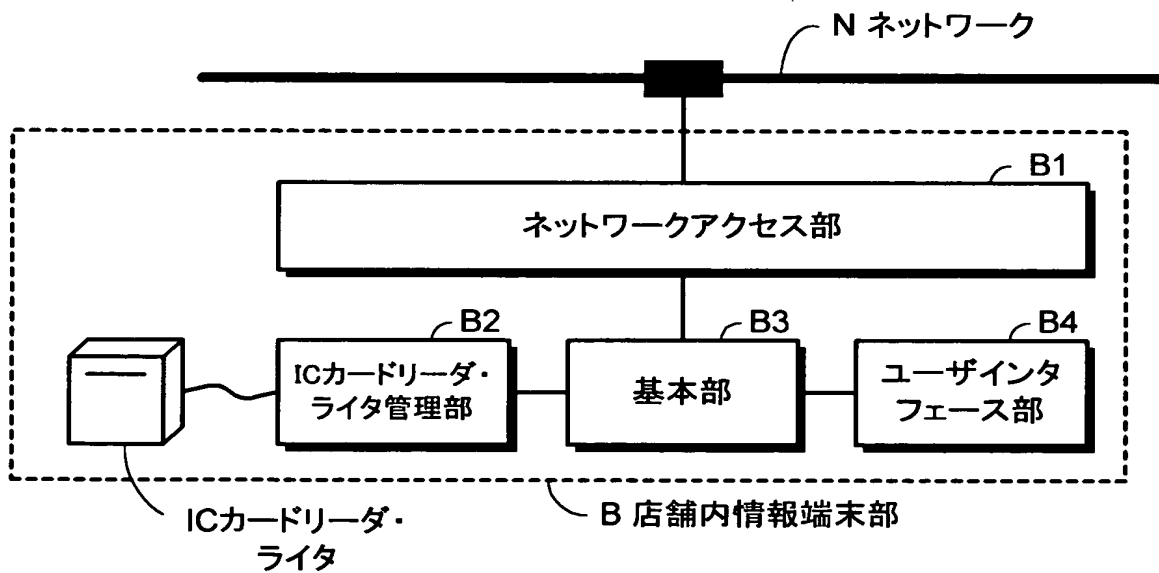 N ネットワーク
B1
ネットワークアクセス部
B2
B3
B4
ICカードリーダ・
ライタ管理部
基本部
ユーザインタ
フェース部
B 店舗内情報端末部
ICカードリーダ・
ライタ